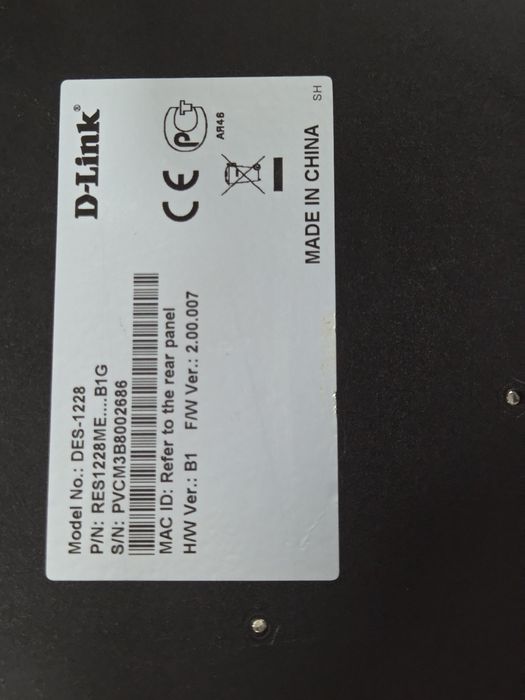 D-Link®
Model No.: DES-1228
P/N: RES1228ME....B1G
S/N: PVCM3B8002686
MAC ID: Refer to the rear panel
H/W Ver.: B1 F/W Ver.: 2.00.007
CE
PCT
AR46
MADE IN CHINA
SH